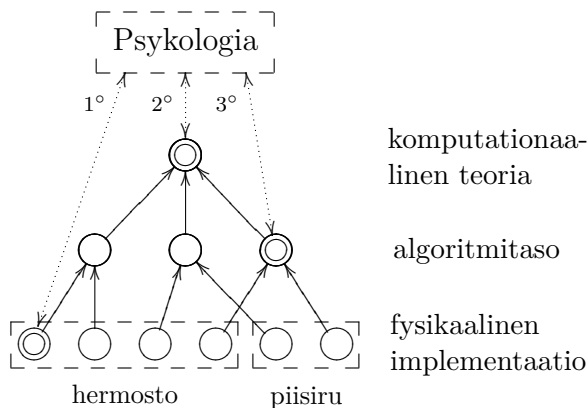 Psykologia
1° 2° 3°
komputationaa-
linen teoria
algoritmitaso
fysikaalinen
implementaatio
hermosto piisiru